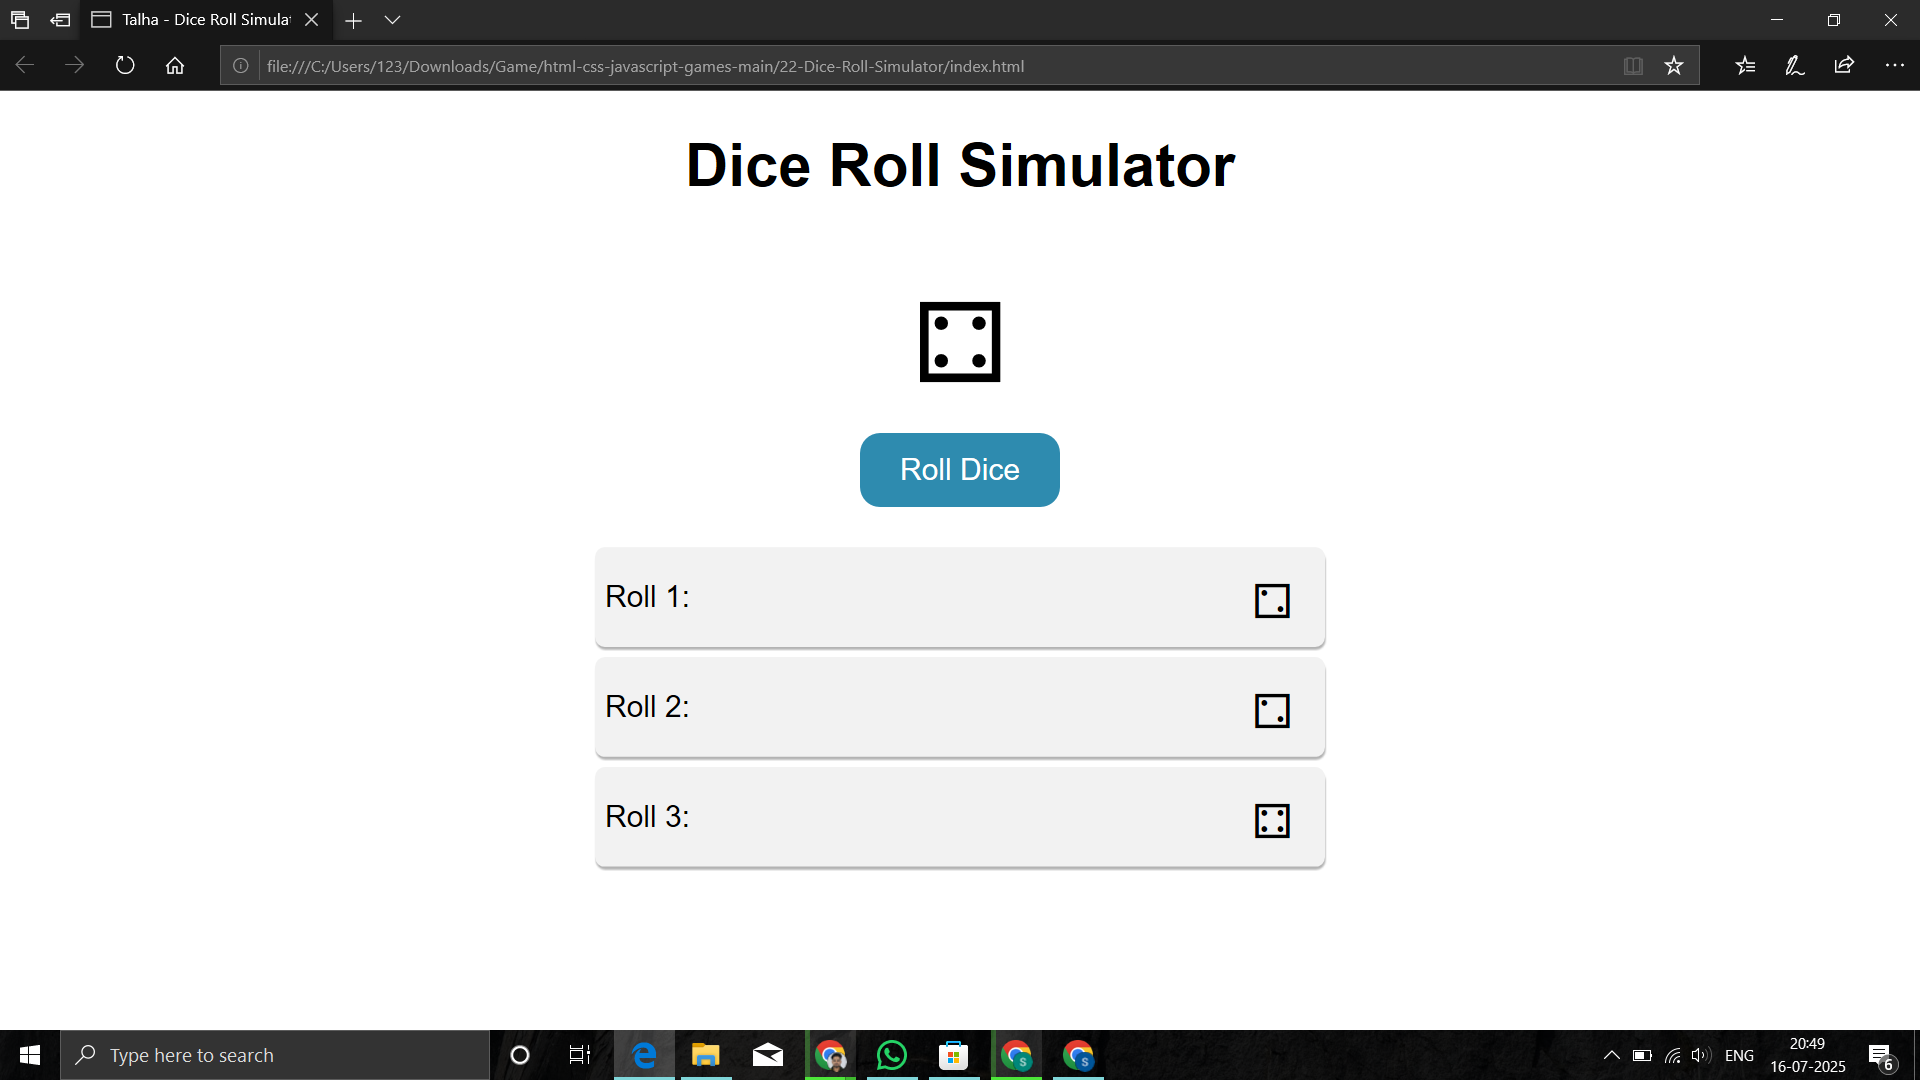 Talha - Dice Roll Simulat
file:///C:/Users/123/Downloads/Game/html-css-javascript-games-main/22-Dice-Roll-Simulator/index.html
Dice Roll Simulator
Roll Dice
Roll 1:
Roll 2:
Roll 3:
Type here to search
S
S
ENG
20:49
16-07-2025
6